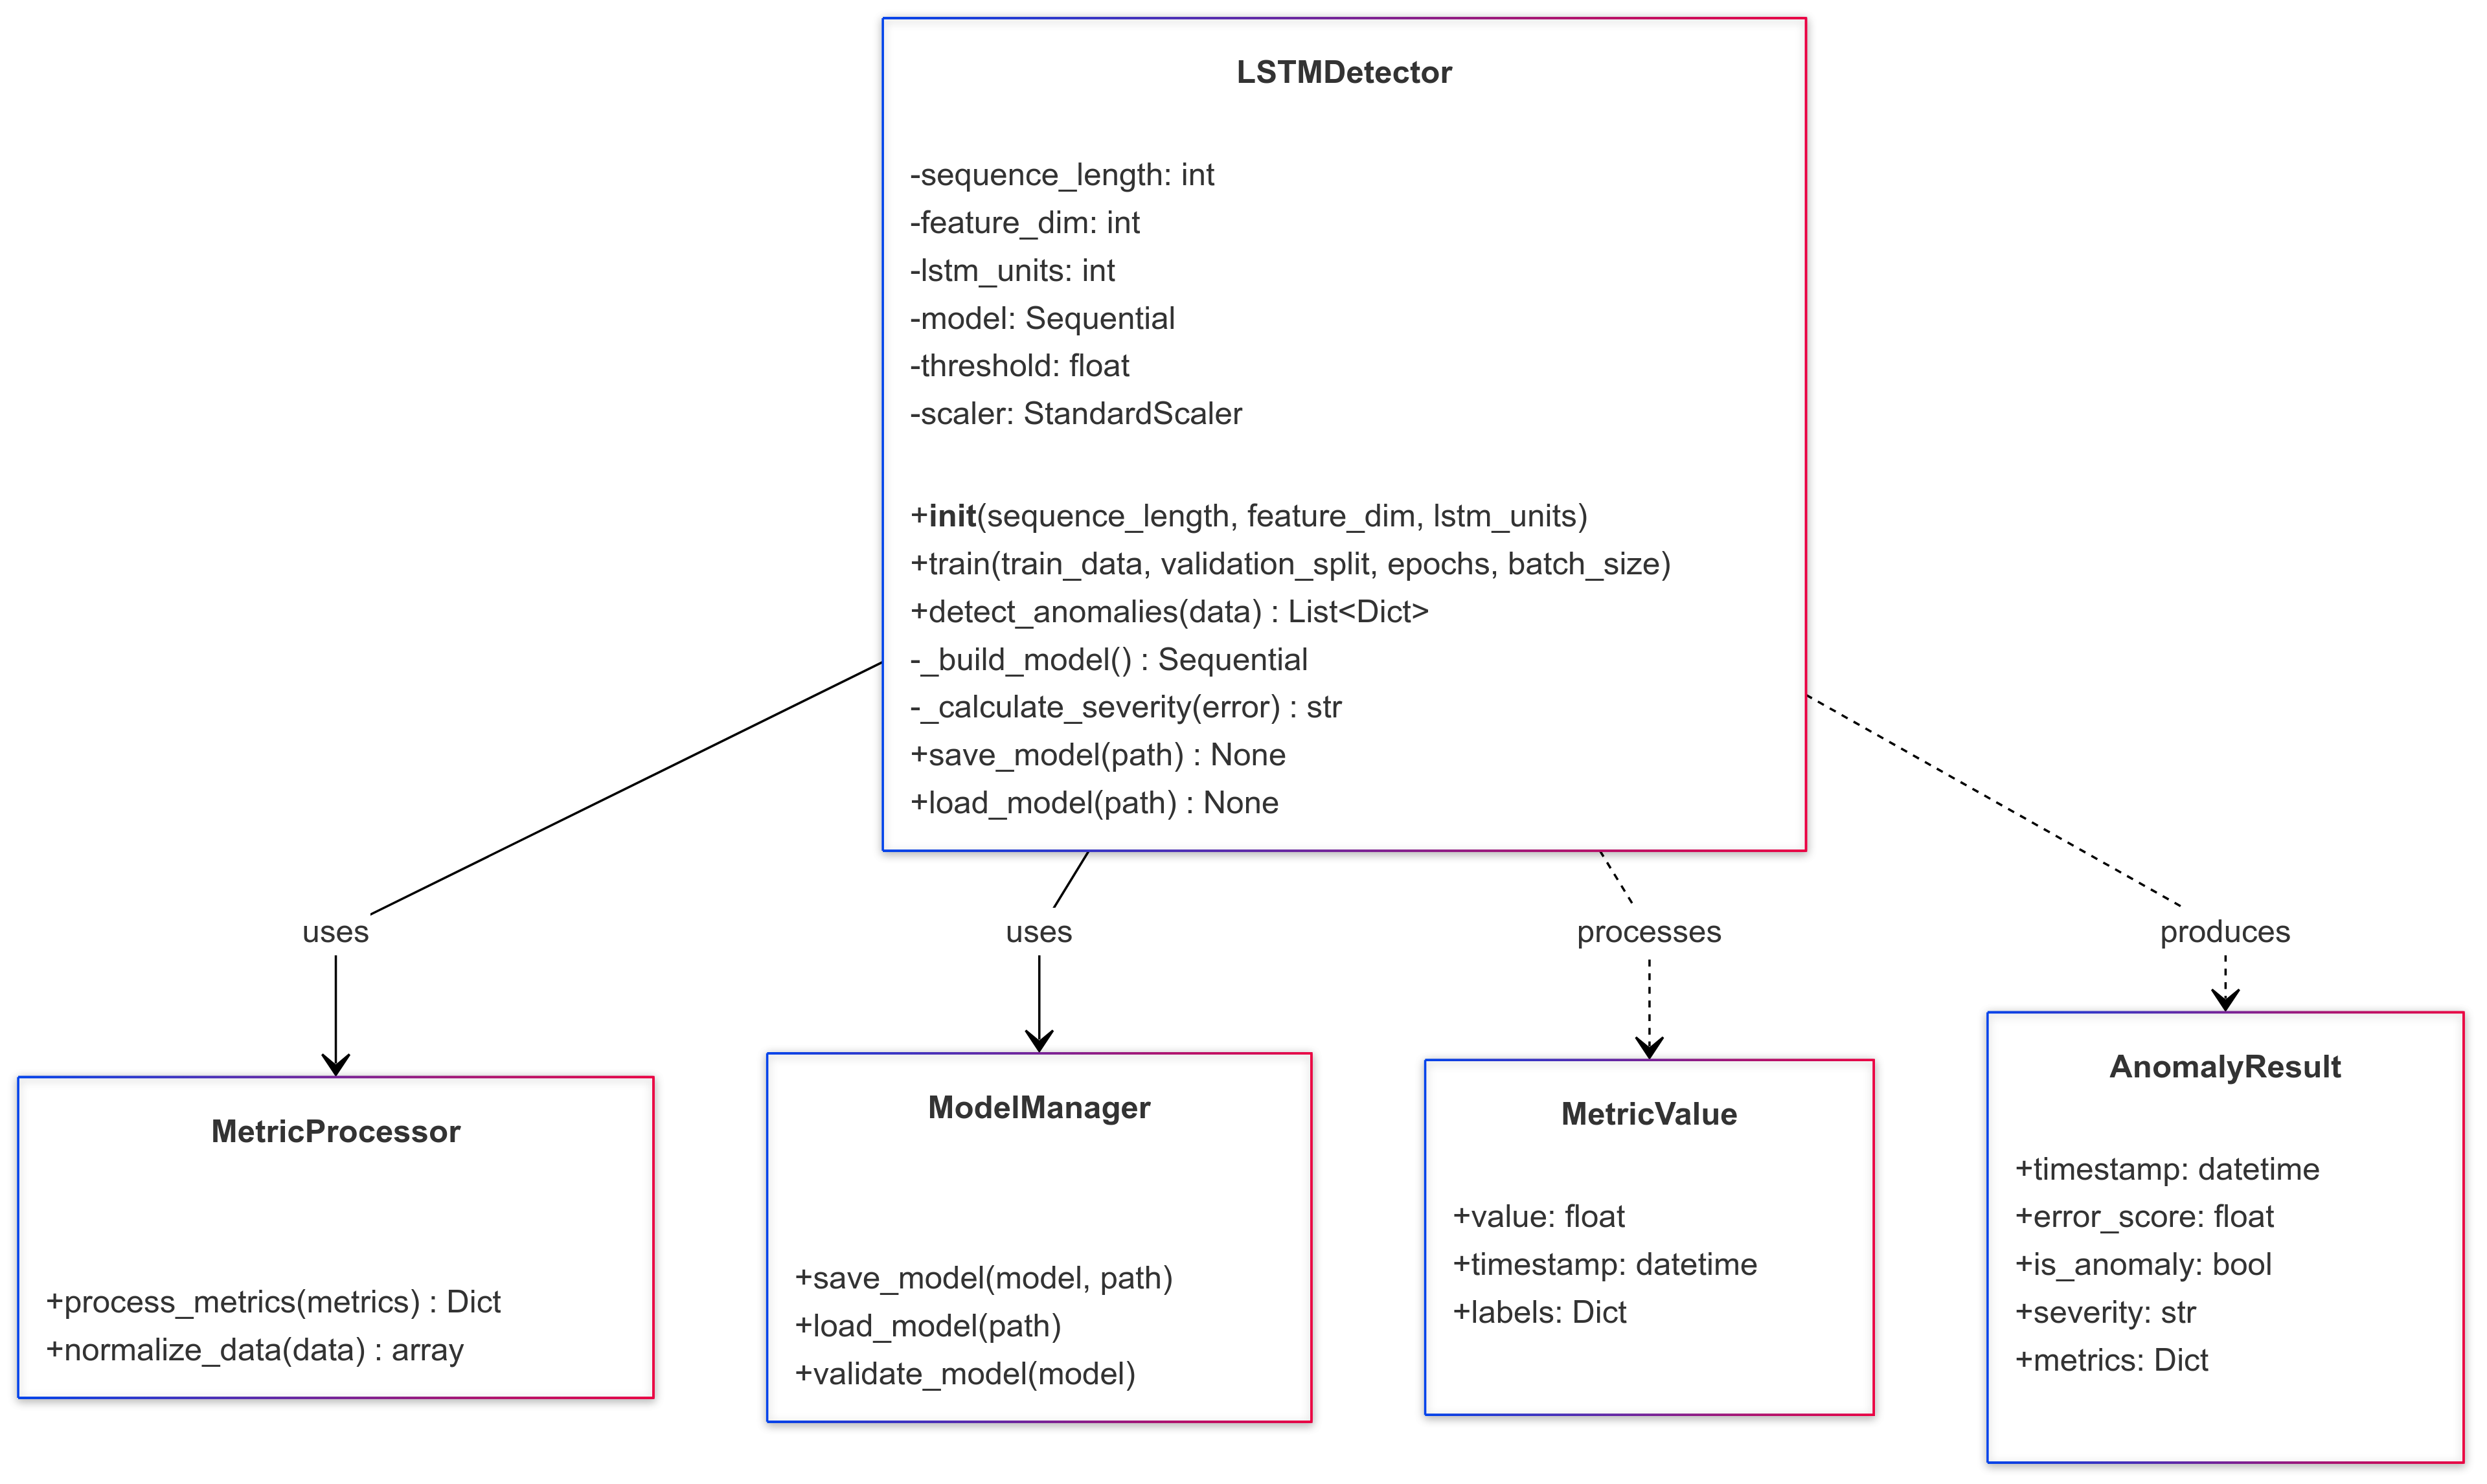 LSTMDetector
-sequence_length: int
-feature_dim: int
-lstm_units: int
-model: Sequential
-threshold: float
-scaler: StandardScaler
+init(sequence_length, feature_dim, lstm_units)
+train(train_data, validation_split, epochs, batch_size)
+detect_anomalies(data) : List<Dict>
-_build_model() : Sequential
-_calculate_severity(error) : str
+save_model(path) : None
+load_model(path) : None
uses
uses
processes
produces
MetricProcessor
+process_metrics(metrics) : Dict
+normalize_data(data) : array
ModelManager
+save_model(model, path)
+load_model(path)
+validate_model(model)
MetricValue
+value: float
+timestamp: datetime
+labels: Dict
AnomalyResult
+timestamp: datetime
+error_score: float
+is_anomaly: bool
+severity: str
+metrics: Dict